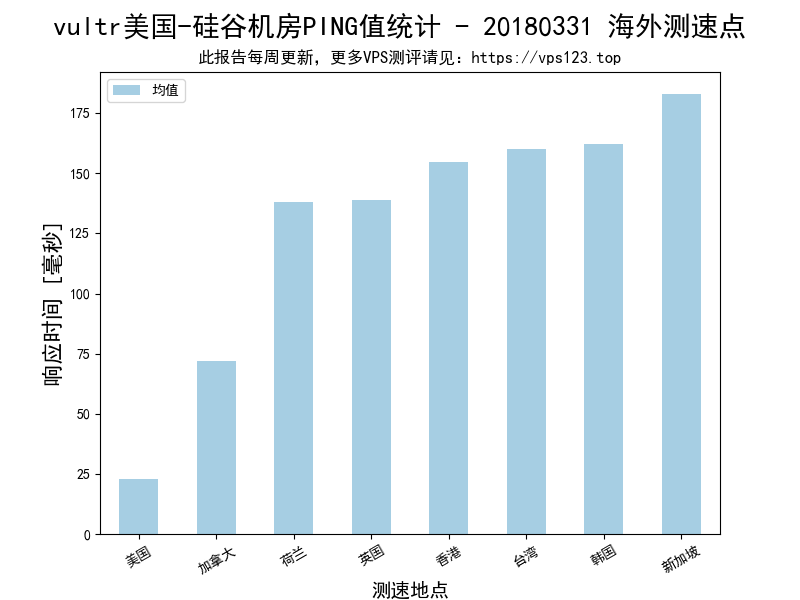 vultr美国-硅谷机房PING值统计 - 20180331 海外测速点
此报告每周更新，更多VPS测评请见：https://vps123.top
均值
175
150
125
100
75
50
25
0
响应时间 [毫秒]
美国
加拿大
荷兰
英国
香港
台湾
韩国
新加坡
测速地点